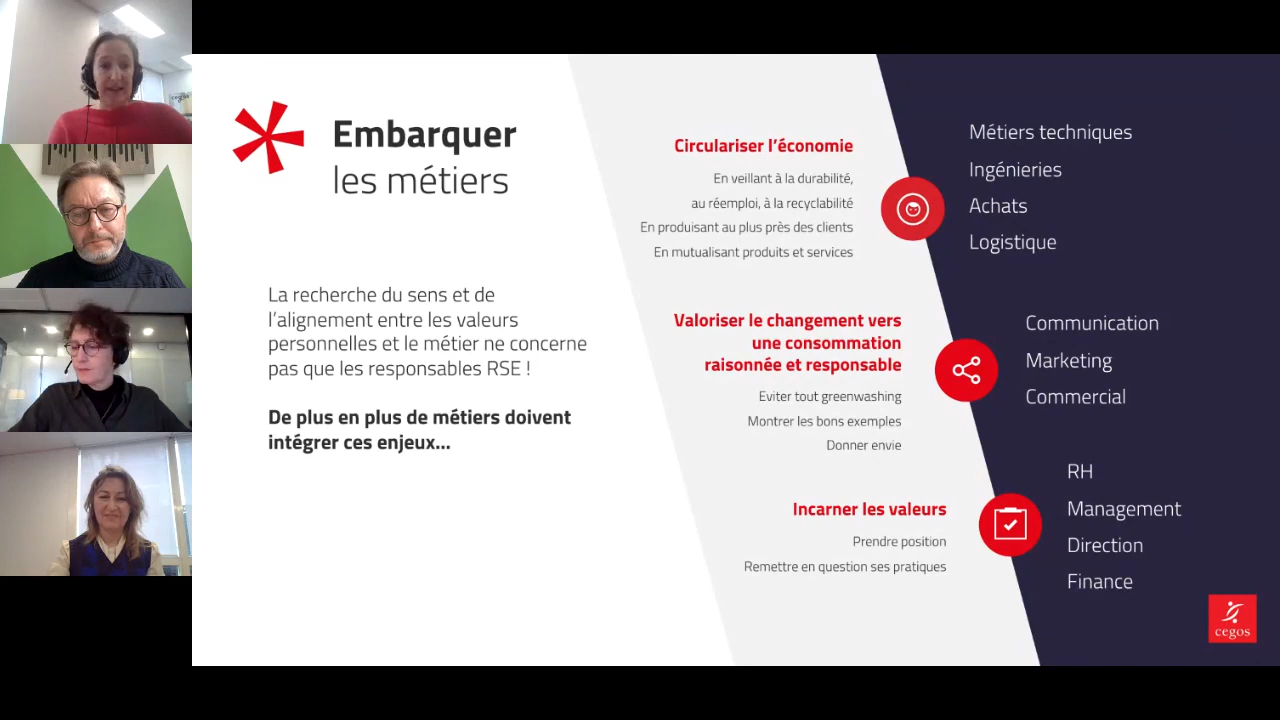 Embarquer
les métiers
La recherche du sens et de
l'alignement entre les valeurs
personnelles et le métier ne concerne
pas que les responsables RSE !
De plus en plus de métiers doivent
intégrer ces enjeux...
Circulariser l'économie
En veillant à la durabilité,
au réemploi, à la recyclabilité
En produisant au plus près des clients
En mutualisant produits et services
Métiers techniques
Ingénieries
Achats
Logistique
Valoriser le changement vers
une consommation
raisonnée et responsable
Eviter tout greenwashing
Montrer les bons exemples
Donner envie
Communication
Marketing
Commercial
Incarner les valeurs
Prendre position
Remettre en question ses pratiques
RH
Management
Direction
Finance
cegos